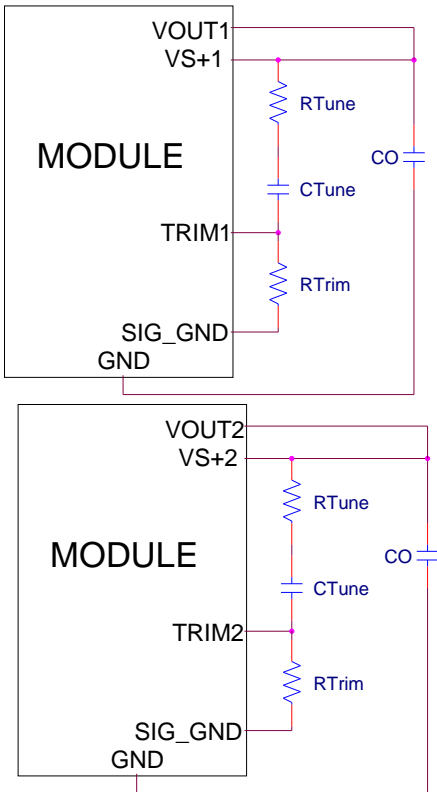 VOUT1
VS+1
RTune
MODULE
CO
CTune
TRIM1
RTrim
SIG_GND
GND
VOUT2
VS+2
RTune
MODULE
CO
CTune
TRIM2
RTrim
SIG_GND
GND